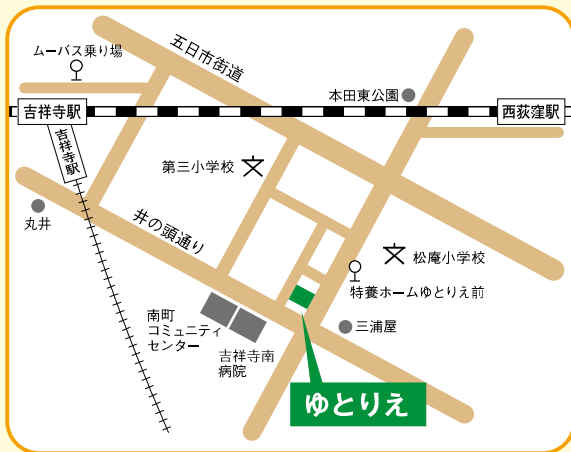 ムーバス乗り場
五日市街道
本田東公園
吉祥寺駅
西荻窪駅
吉祥寺駅
第三小学校
丸井
井の頭通り
松庵小学校
特養ホームゆとりえ前
南町
コミュニティ
センター
三浦屋
吉祥寺南
病院
ゆとりえ